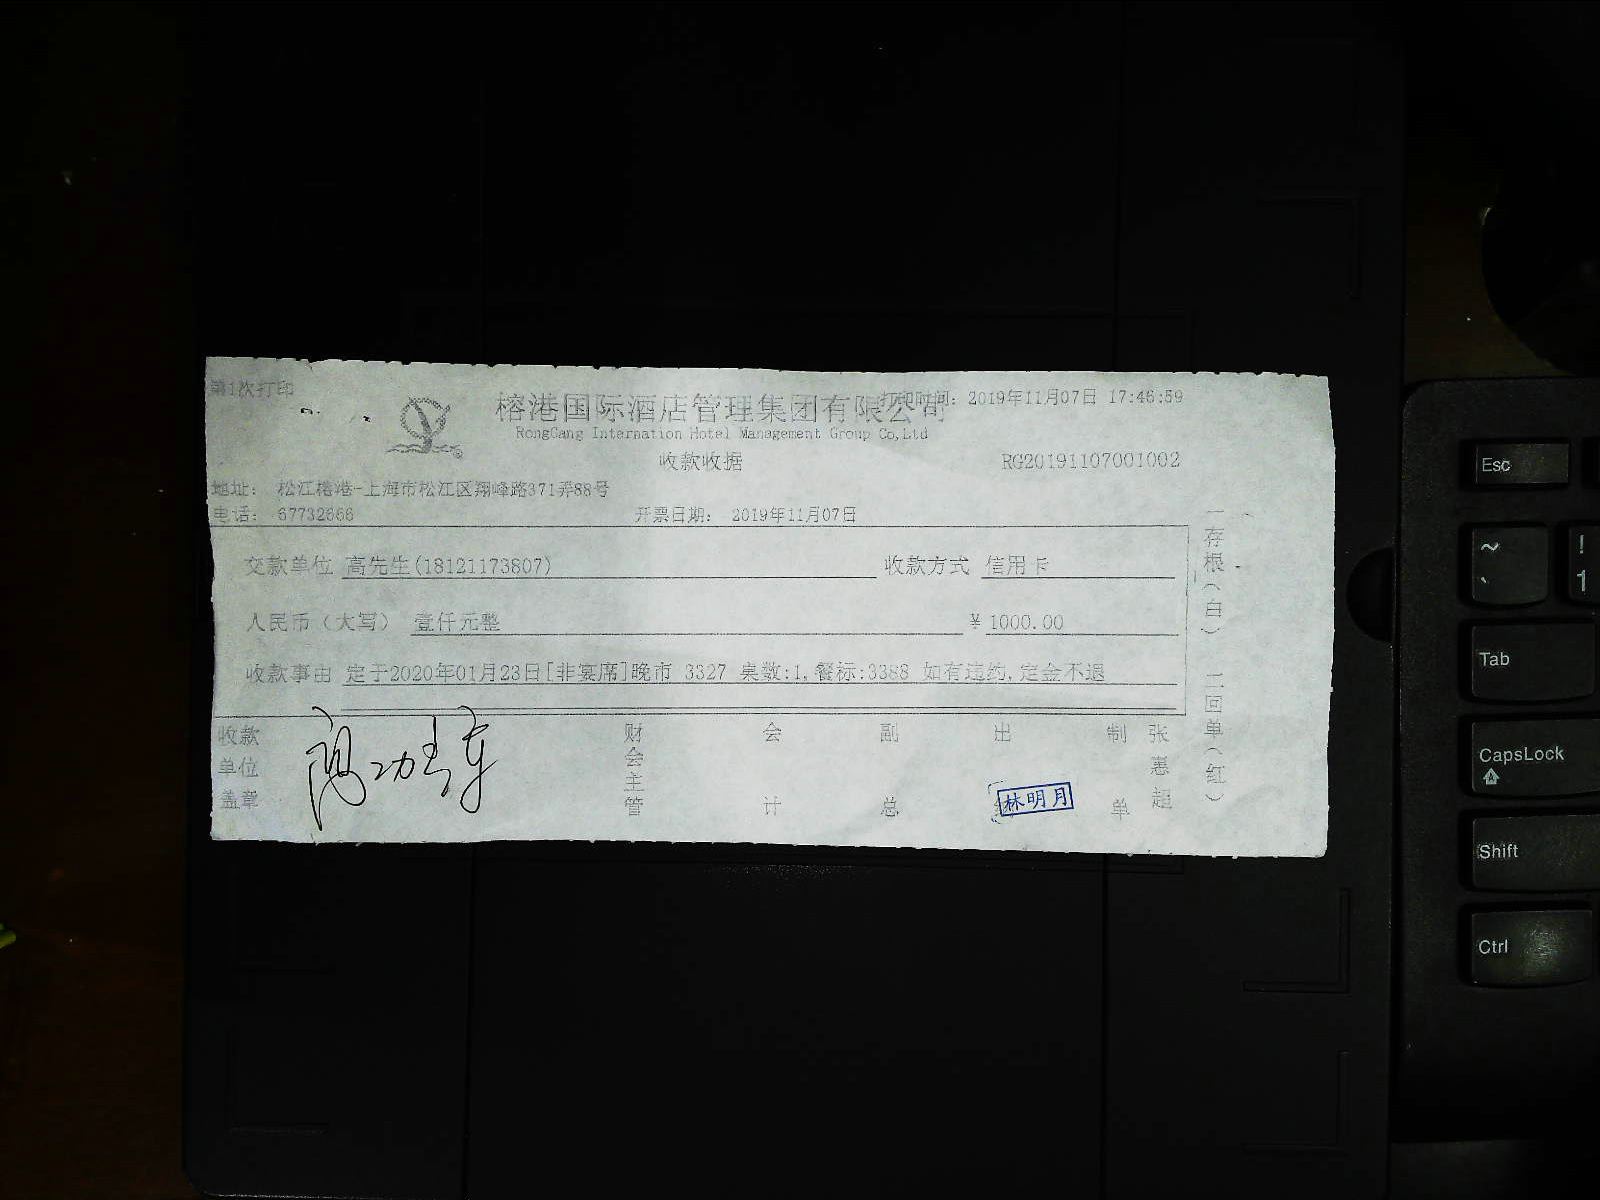 第1次打印
榕港国际酒店管理集团有限公司
打印时间: 2019年11月07日 17:46:59
RongGang Internation Hotel Management Group Co,Ltd
收款收据
RG20191107001002
地址: 松江榕港-上海市松江区翔峰路371弄88号
电话: 67732666
开票日期: 2019年11月07日
交款单位 高先生(18121173807) 收款方式 信用卡
人民币(大写) 壹仟元整 ¥1000.00
收款事由 定于2020年01月23日[非宴席]晚市 3327 桌数:1,餐标:3388 如有违约,定金不退
收款单位盖章
财会主管
会计
副总
出
林明月
制单
张惠超
一存根(白) 二回单(红)
Esc
~
`
!
1
Tab
CapsLock
Shift
Ctrl